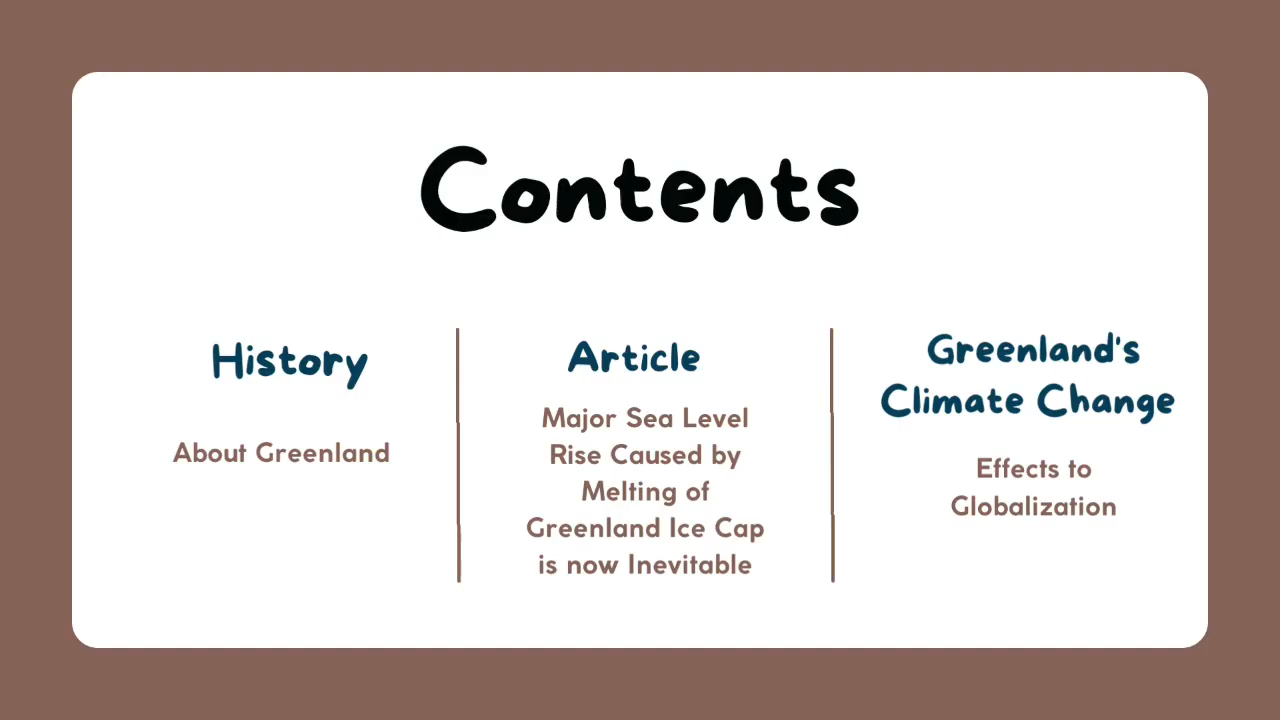 Contents
History
About Greenland
Article
Major Sea Level
Rise Caused by
Melting of
Greenland Ice Cap
is now Inevitable
Greenland's
Climate Change
Effects to
Globalization